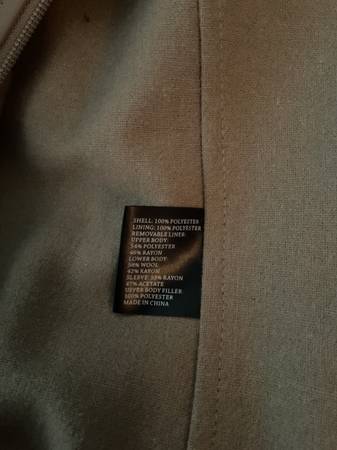 SHELL: 100% POLYESTER
LINING: 100% POLYESTER
REMOVABLE LINER:
UPPER BODY:
54% POLYESTER
46% RAYON
LOWER BODY:
58% WOOL
42% RAYON
SLEEVE: 53% RAYON
47% ACETATE
UPPER BODY FILLER
100% POLYESTER
MADE IN CHINA